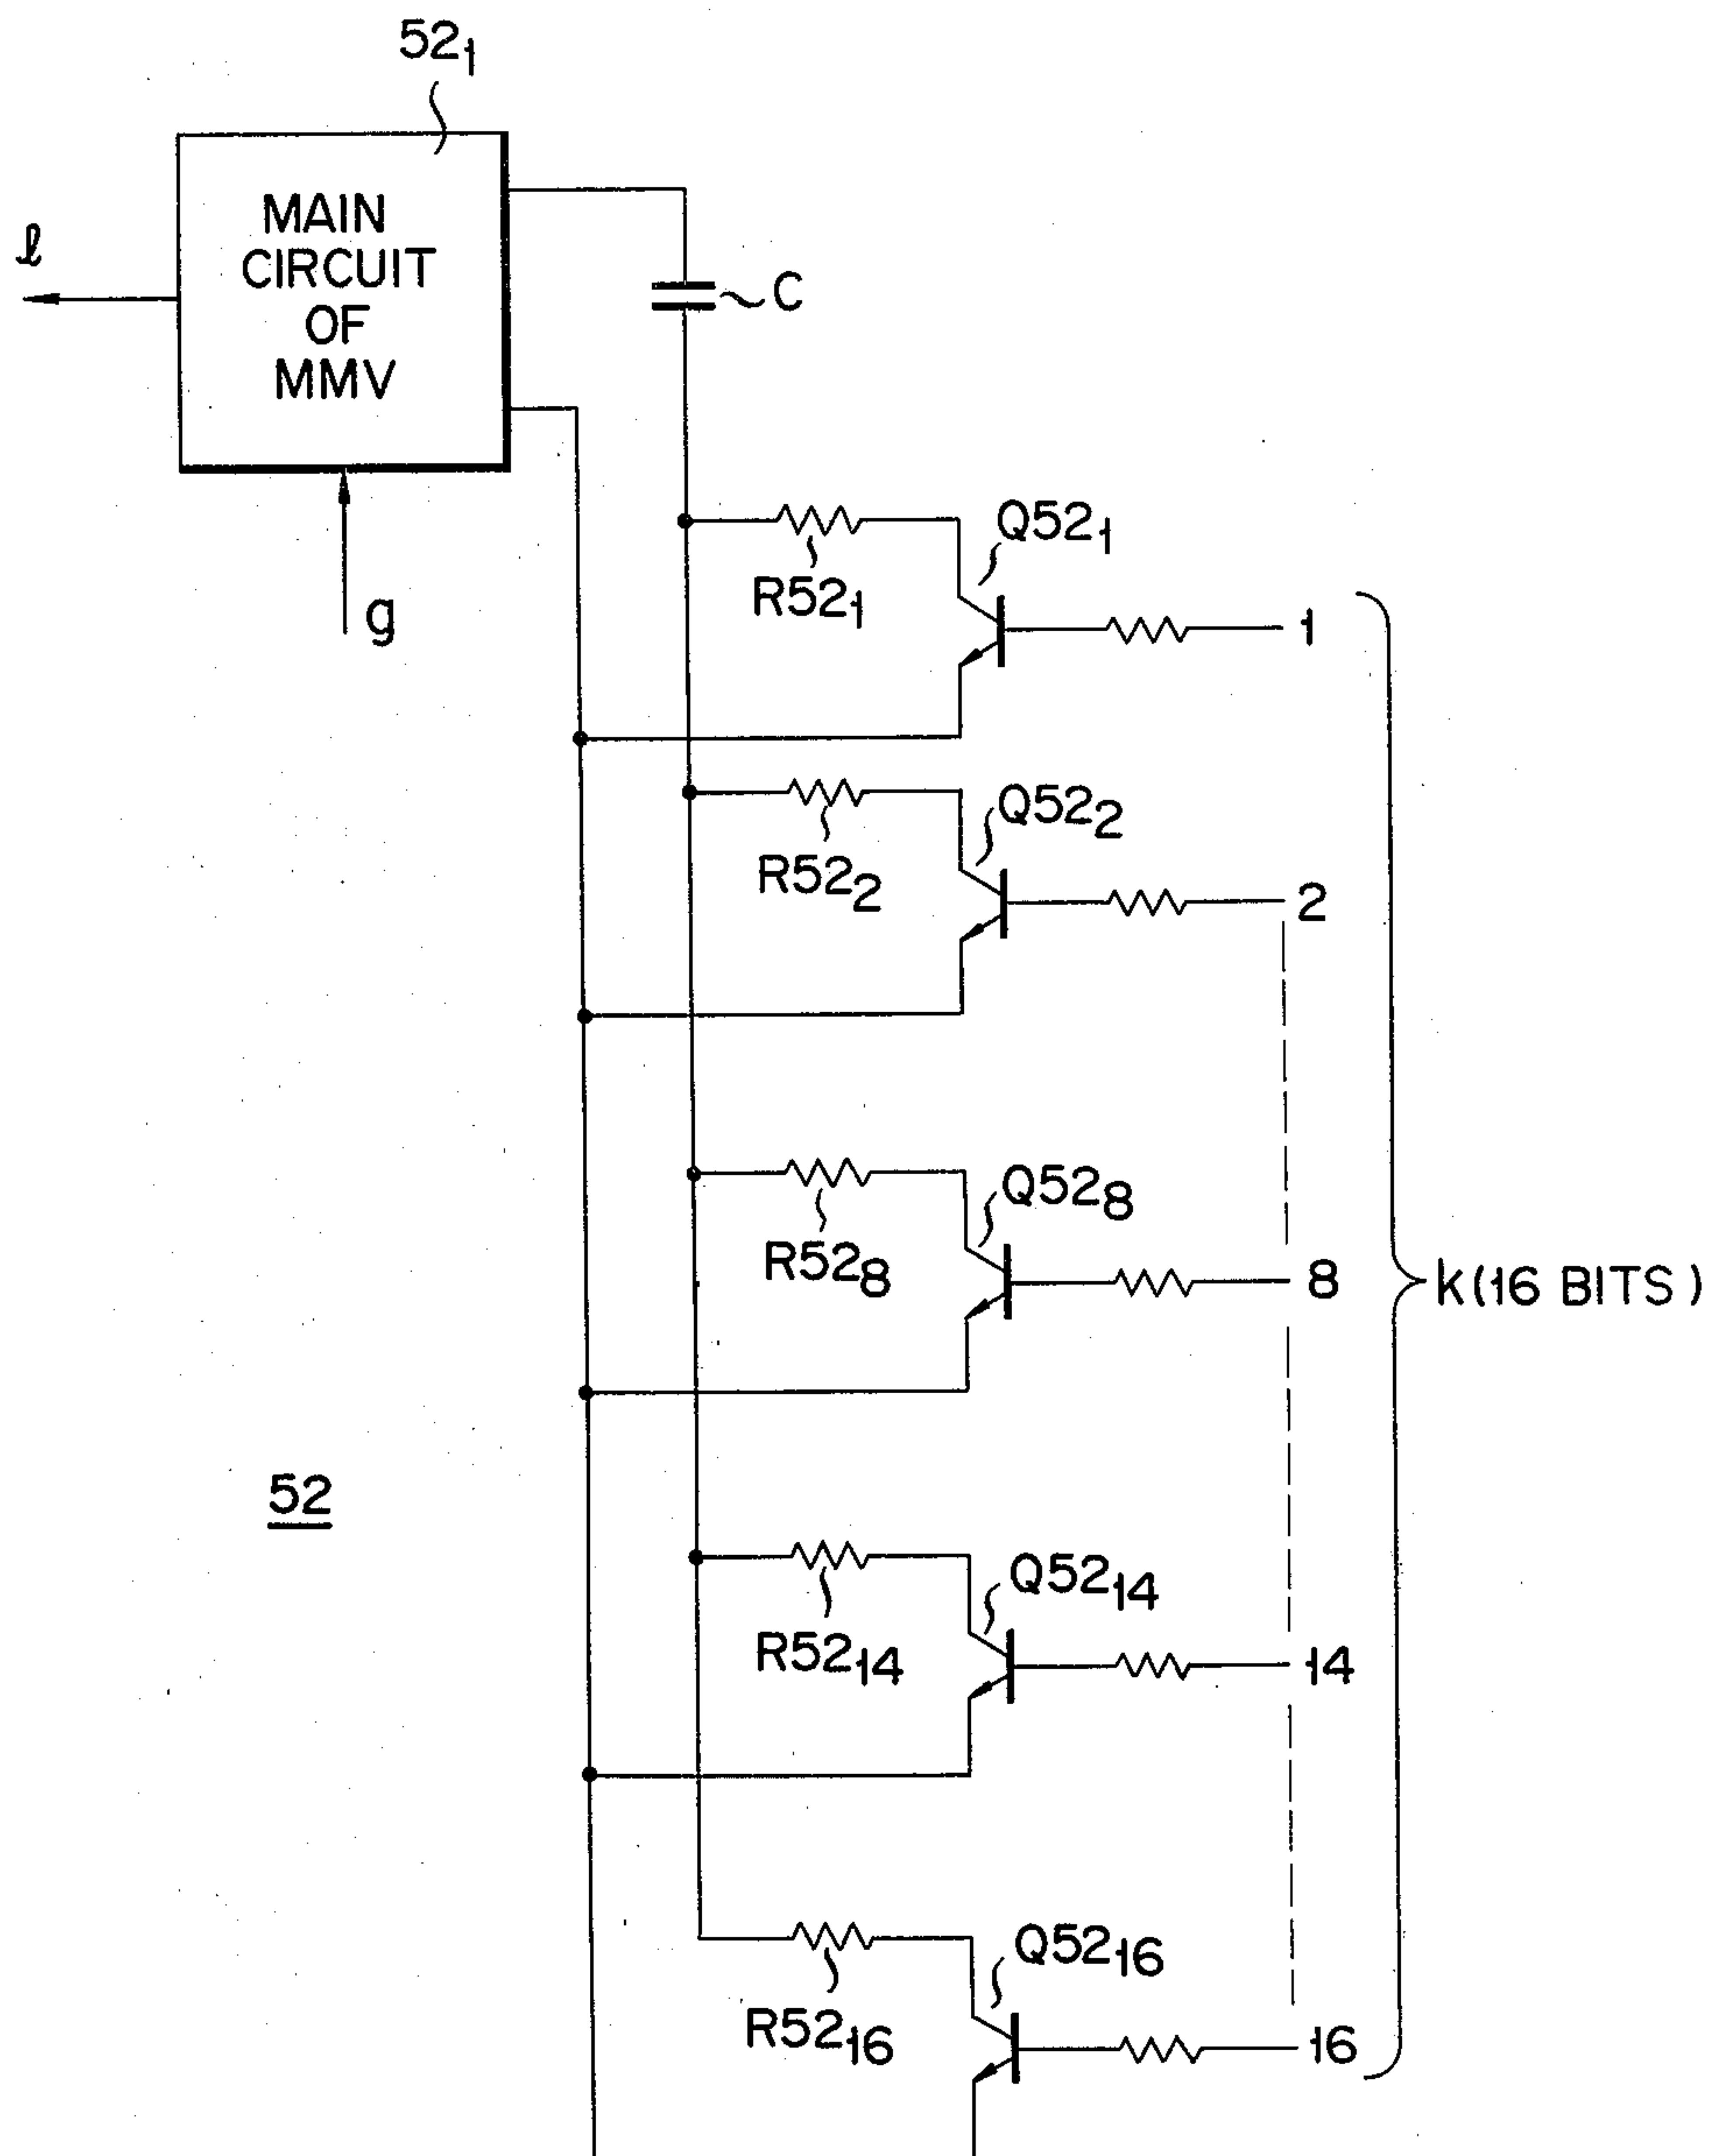 52₁
MAIN
CIRCUIT
OF
MMV
ℓ
C
g
Q52₁
R52₁
1
Q52₂
R52₂
2
Q52₈
R52₈
8
k(16 BITS)
52
Q52₁₄
R52₁₄
14
Q52₁₆
R52₁₆
16